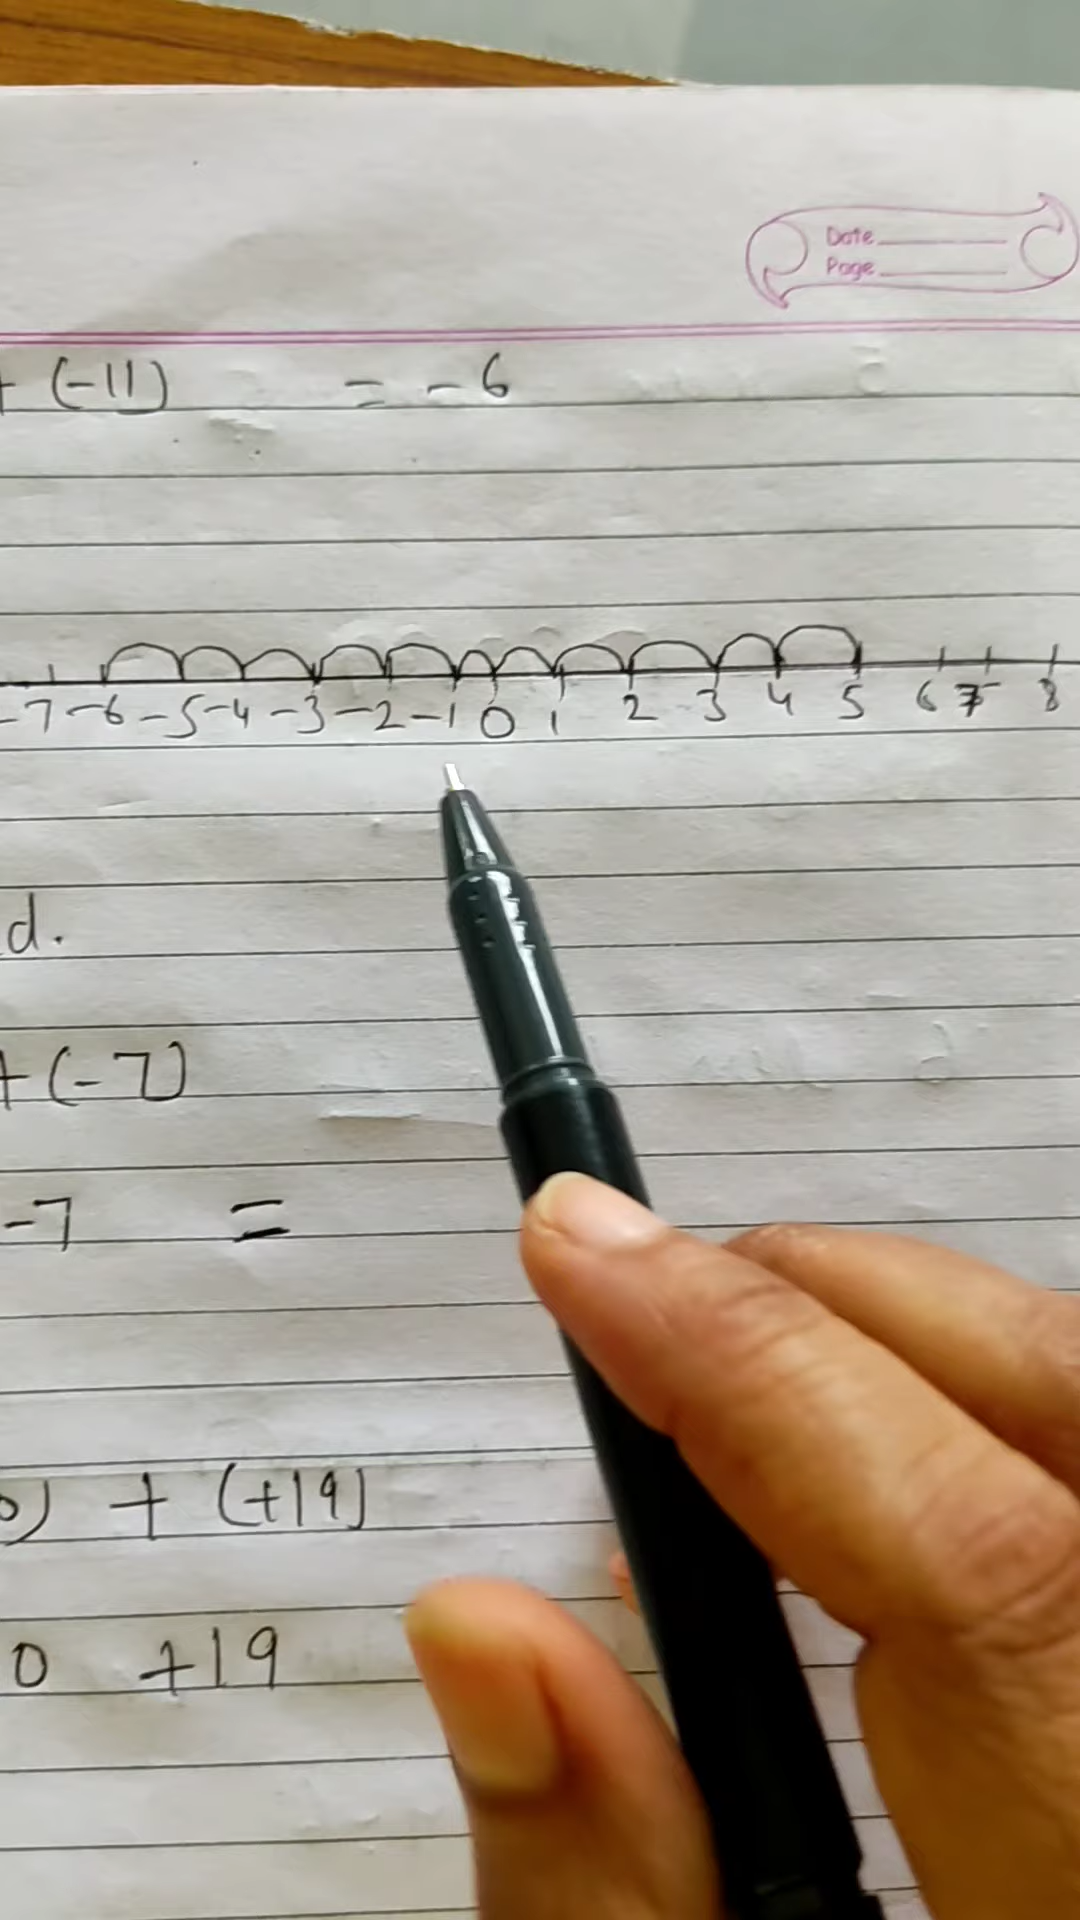 Date
Page
+ (-11) = -6
-7 -6 -5 -4 -3 -2 -1 0 1 2 3 4 5 6 7 8
d.
+(-7)
-7 =
0) + (+19)
0 +19